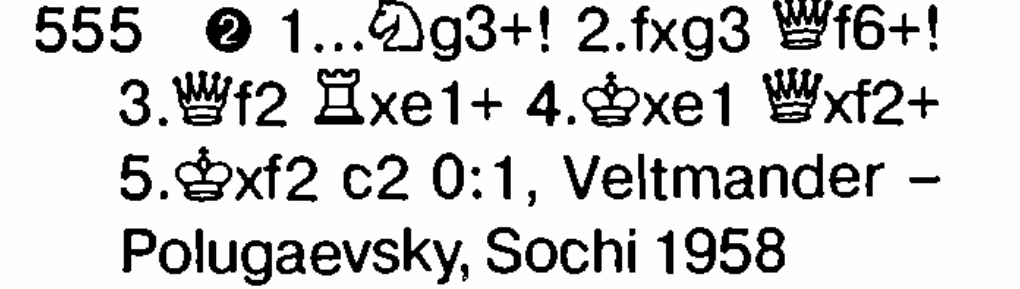 555 ❷ 1...♘g3+! 2.fxg3 ♕f6+!
3.♕f2 ♖xe1+ 4.♔xe1 ♕xf2+
5.♔xf2 c2 0:1, Veltmander –
Polugaevsky, Sochi 1958